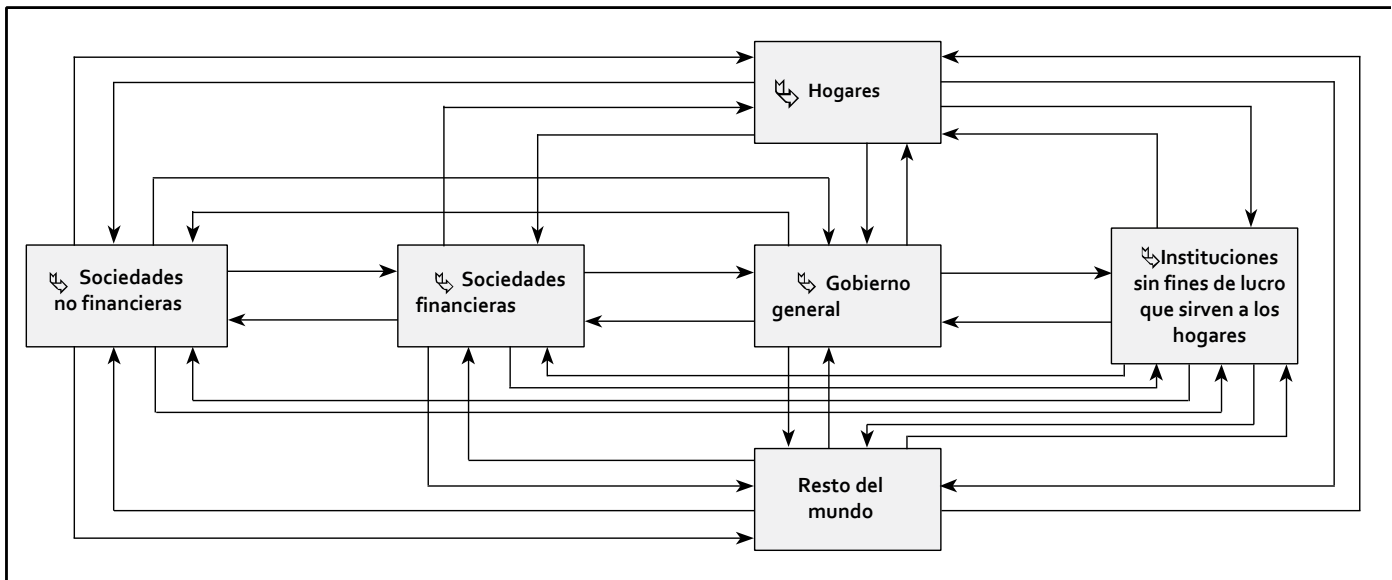 Hogares
Sociedades
no financieras
Sociedades
financieras
Gobierno
general
Instituciones
sin fines de lucro
que sirven a los
hogares
Resto del
mundo